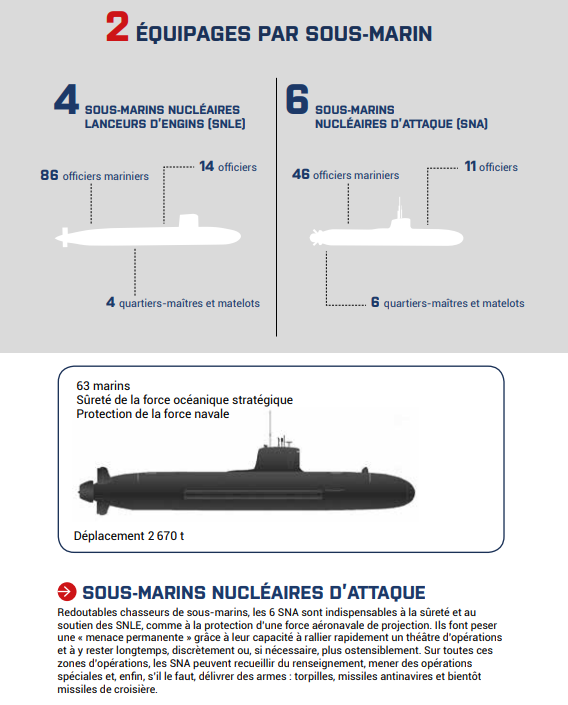 2 ÉQUIPAGES PAR SOUS-MARIN
4 SOUS-MARINS NUCLÉAIRES
LANCEURS D'ENGINS (SNLE)
86 officiers mariniers
14 officiers
4 quartiers-maîtres et matelots
6 SOUS-MARINS
NUCLÉAIRES D'ATTAQUE (SNA)
46 officiers mariniers
11 officiers
6 quartiers-maîtres et matelots
63 marins
Sûreté de la force océanique stratégique
Protection de la force navale
Déplacement 2 670 t
SOUS-MARINS NUCLÉAIRES D'ATTAQUE
Redoutables chasseurs de sous-marins, les 6 SNA sont indispensables à la sûreté et au
soutien des SNLE, comme à la protection d'une force aéronavale de projection. Ils font peser
une « menace permanente » grâce à leur capacité à rallier rapidement un théâtre d'opérations
et à y rester longtemps, discrètement ou, si nécessaire, plus ostensiblement. Sur toutes ces
zones d'opérations, les SNA peuvent recueillir du renseignement, mener des opérations
spéciales et, enfin, s'il le faut, délivrer des armes : torpilles, missiles antinavires et bientôt
missiles de croisière.